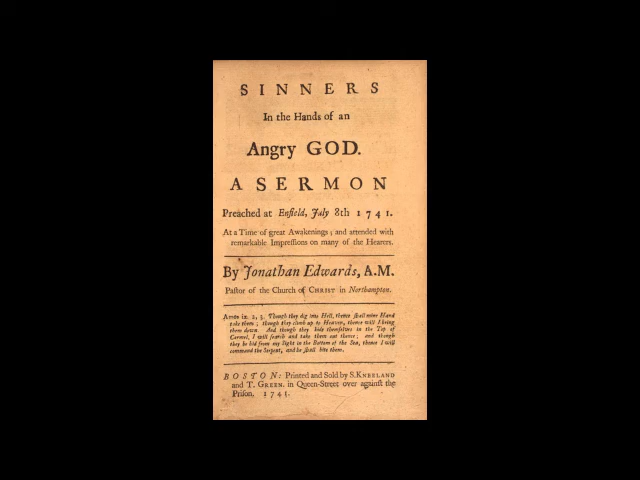 SINNERS
In the Hands of an
Angry GOD.
A SERMON
Preached at Enfield, July 8th 1741.
At a Time of great Awakenings; and attended with
remarkable Impressions on many of the Hearers.
By Jonathan Edwards, A.M.
Pastor of the Church of CHRIST in Northampton.
Amos ix. 2, 3. Though they dig into Hell, thence shall mine Hand
take them; though they climb up to Heaven, thence will I bring
them down. And though they hide themselves in the Top of
Carmel, I will search and take them out thence; and though
they be hid from my Sight in the Bottom of the Sea, thence I will
command the Serpent, and he shall bite them.
BOSTON: Printed and Sold by S.KNEELAND
and T. GREEN. in Queen-Street over against the
Prison. 1741.